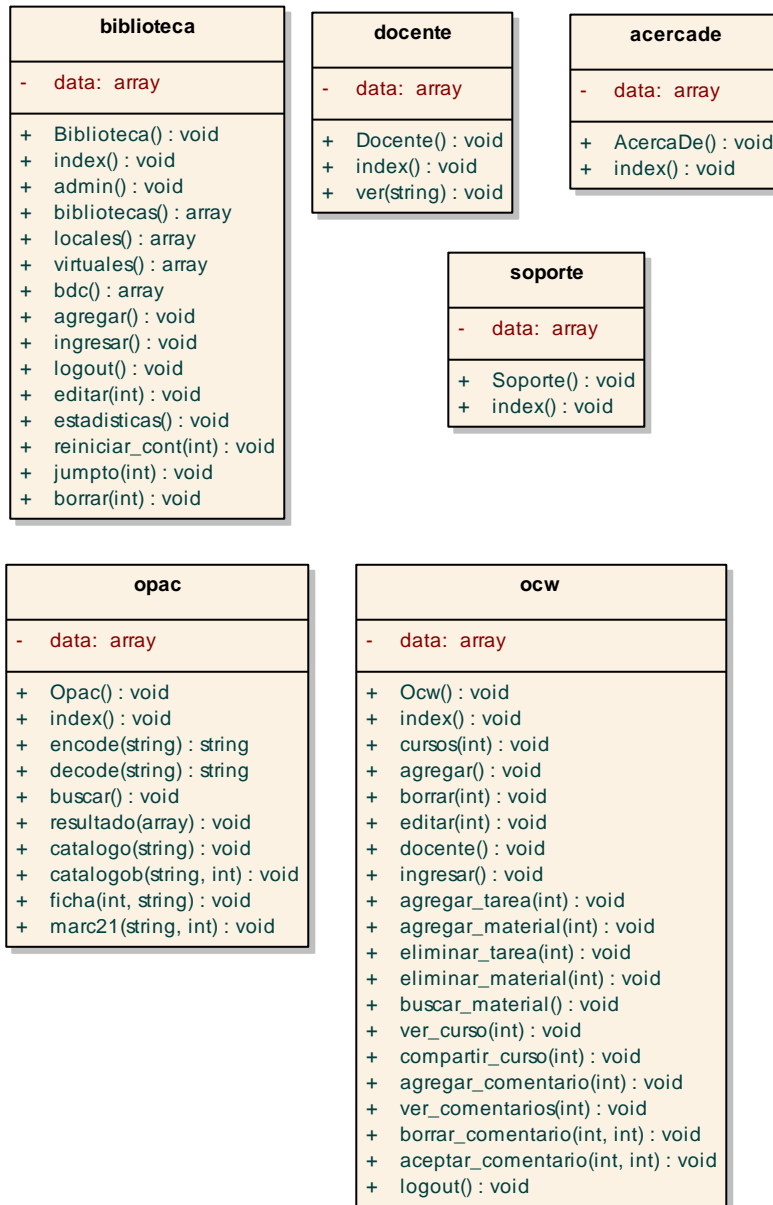 biblioteca
- data: array
+ Biblioteca() : void
+ index() : void
+ admin() : void
+ bibliotecas() : array
+ locales() : array
+ virtuales() : array
+ bdc() : array
+ agregar() : void
+ ingresar() : void
+ logout() : void
+ editar(int) : void
+ estadisticas() : void
+ reiniciar_cont(int) : void
+ jumpto(int) : void
+ borrar(int) : void
docente
- data: array
+ Docente() : void
+ index() : void
+ ver(string) : void
acercade
- data: array
+ AcercaDe() : void
+ index() : void
soporte
- data: array
+ Soporte() : void
+ index() : void
opac
- data: array
+ Opac() : void
+ index() : void
+ encode(string) : string
+ decode(string) : string
+ buscar() : void
+ resultado(array) : void
+ catalogo(string) : void
+ catalogob(string, int) : void
+ ficha(int, string) : void
+ marc21(string, int) : void
ocw
- data: array
+ Ocw() : void
+ index() : void
+ cursos(int) : void
+ agregar() : void
+ borrar(int) : void
+ editar(int) : void
+ docente() : void
+ ingresar() : void
+ agregar_tarea(int) : void
+ agregar_material(int) : void
+ eliminar_tarea(int) : void
+ eliminar_material(int) : void
+ buscar_material() : void
+ ver_curso(int) : void
+ compartir_curso(int) : void
+ agregar_comentario(int) : void
+ ver_comentarios(int) : void
+ borrar_comentario(int, int) : void
+ aceptar_comentario(int, int) : void
+ logout() : void